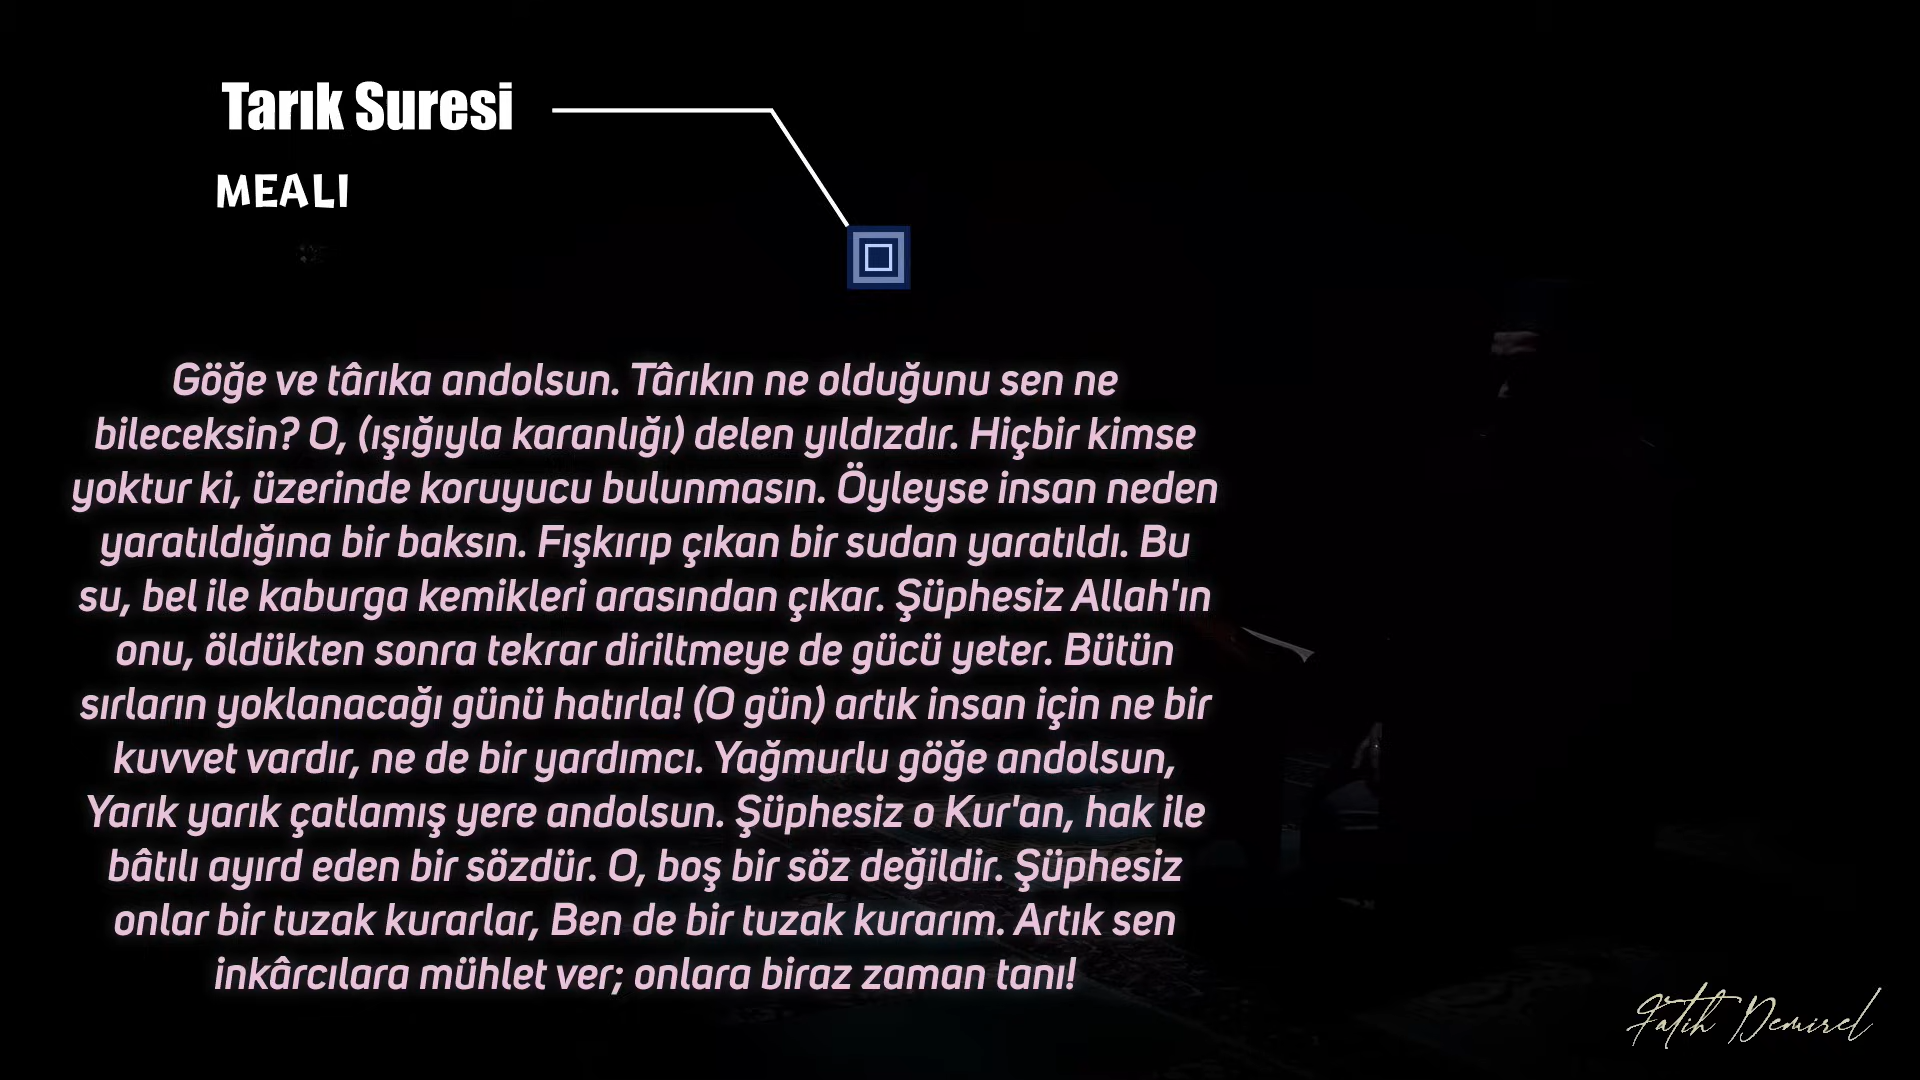 Tarık Suresi
MEALI
Göğe ve târıka andolsun. Târıkın ne olduğunu sen ne
bileceksin? O, (ışığıyla karanlığı) delen yıldızdır. Hiçbir kimse
yoktur ki, üzerinde koruyucu bulunmasın. Öyleyse insan neden
yaratıldığına bir baksın. Fışkırıp çıkan bir sudan yaratıldı. Bu
su, bel ile kaburga kemikleri arasından çıkar. Şüphesiz Allah'ın
onu, öldükten sonra tekrar diriltmeye de gücü yeter. Bütün
sırların yoklanacağı günü hatırla! (O gün) artık insan için ne bir
kuvvet vardır, ne de bir yardımcı. Yağmurlu göğe andolsun,
Yarık yarık çatlamış yere andolsun. Şüphesiz o Kur'an, hak ile
bâtılı ayırd eden bir sözdür. O, boş bir söz değildir. Şüphesiz
onlar bir tuzak kurarlar, Ben de bir tuzak kurarım. Artık sen
inkârcılara mühlet ver; onlara biraz zaman tanı!
Fatih Demirel